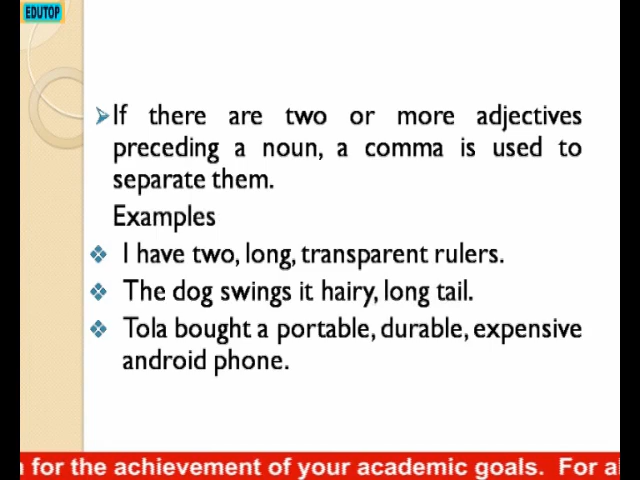 EDUTOP
If there are two or more adjectives
preceding a noun, a comma is used to
separate them.
Examples
I have two, long, transparent rulers.
The dog swings it hairy, long tail.
Tola bought a portable, durable, expensive
android phone.
for the achievement of your academic goals. For